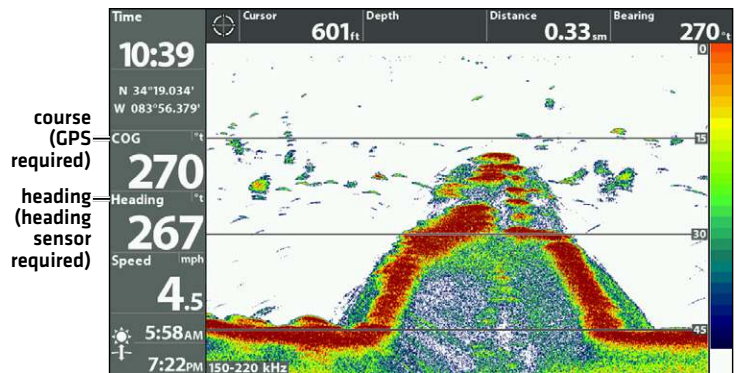 course
(GPS
required)
heading
(heading
sensor
required)
Time
10:39
N 34°19.034'
W 083°56.379'
COG °t
270
Heading °t
267
Speed mph
4.5
5:58AM
7:22PM
Cursor
601ft
Depth
Distance
0.33sm
Bearing
270°t
0
15
30
45
150-220 kHz